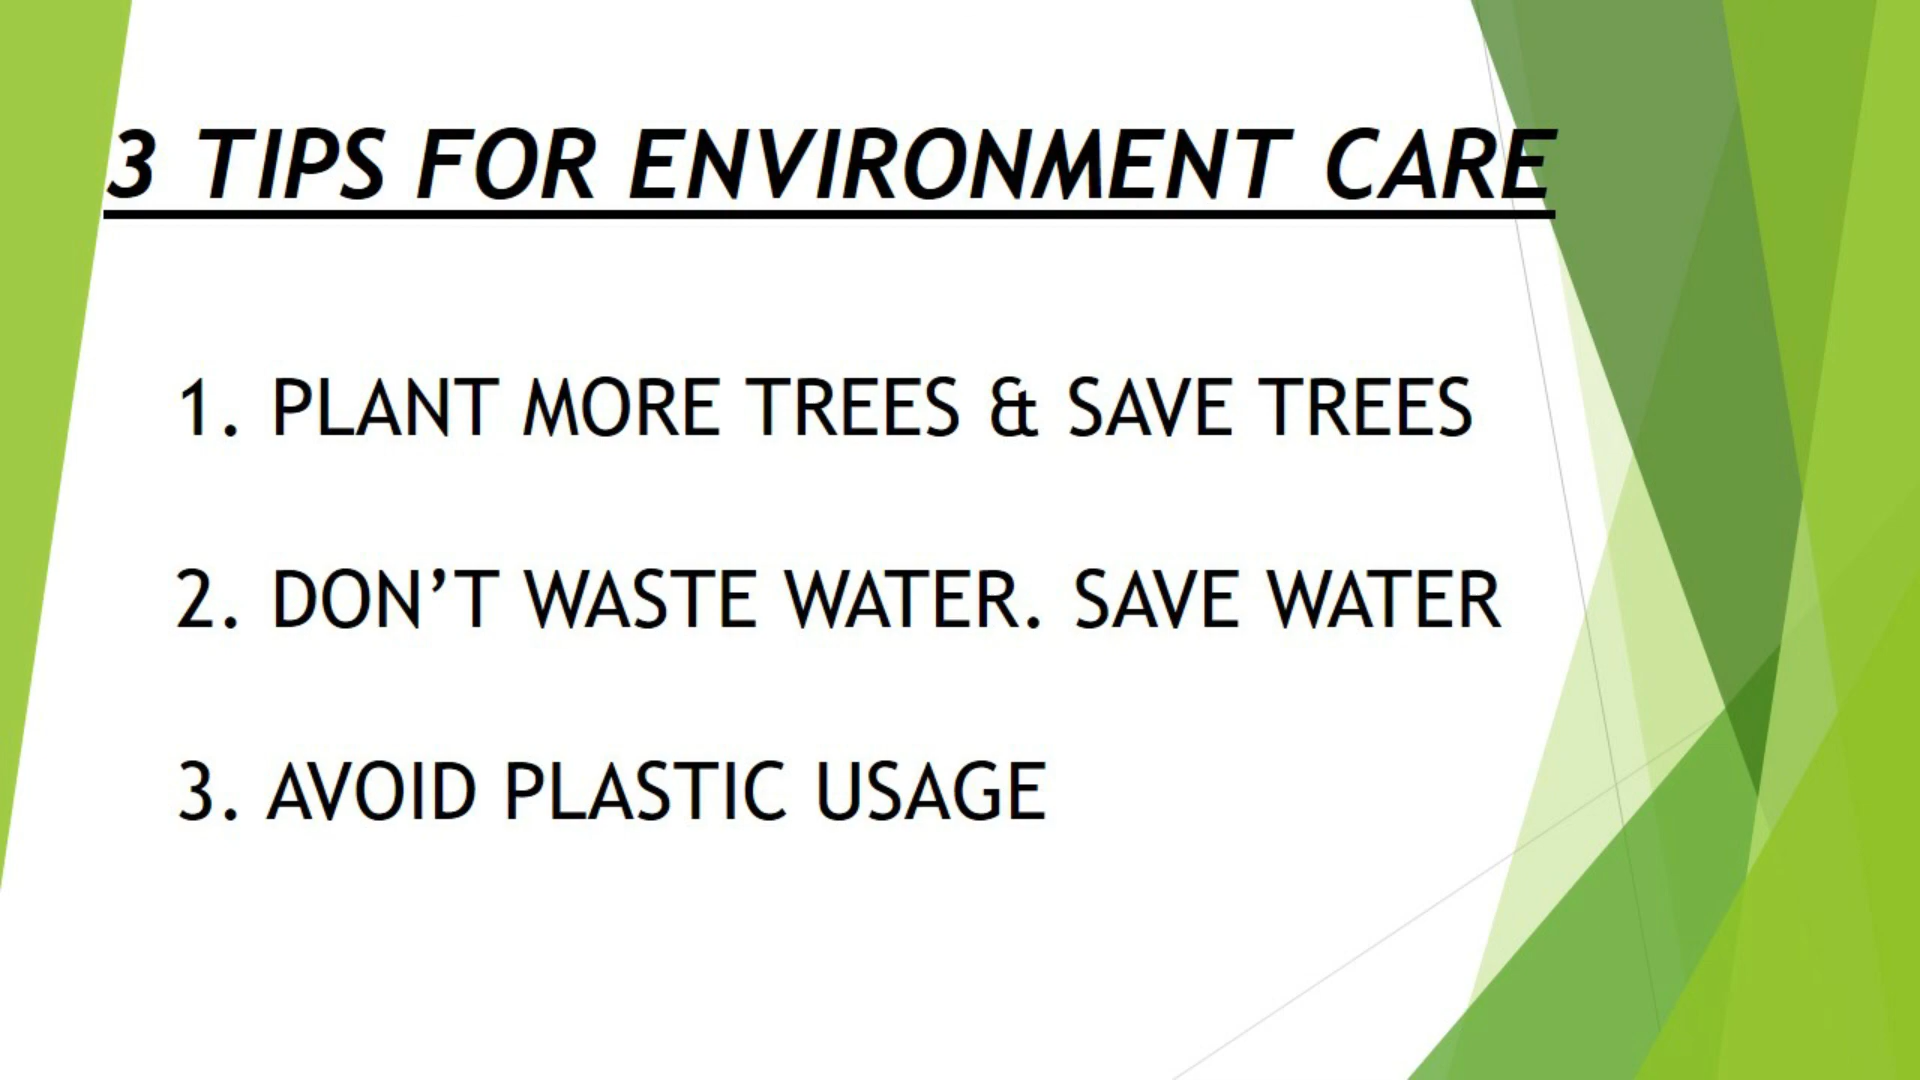 3 TIPS FOR ENVIRONMENT CARE
1. PLANT MORE TREES & SAVE TREES
2. DON’T WASTE WATER. SAVE WATER
3. AVOID PLASTIC USAGE